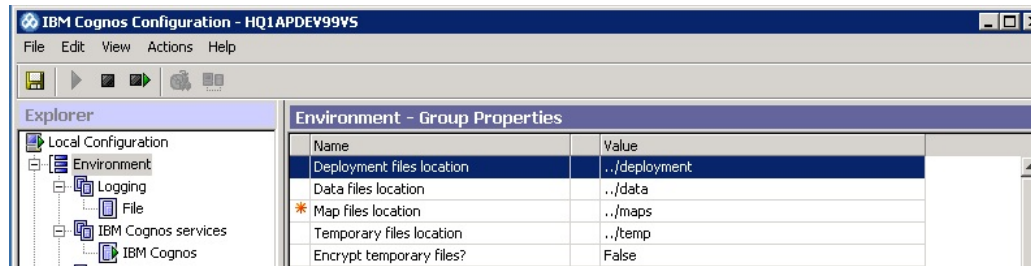 IBM Cognos Configuration - HQ1APDEV99VS
File Edit View Actions Help
Explorer
Environment - Group Properties
Local Configuration
Name Value
Environment
Deployment files location ../deployment
Logging
Data files location ../data
File
Map files location ../maps
IBM Cognos services
Temporary files location ../temp
IBM Cognos
Encrypt temporary files? False